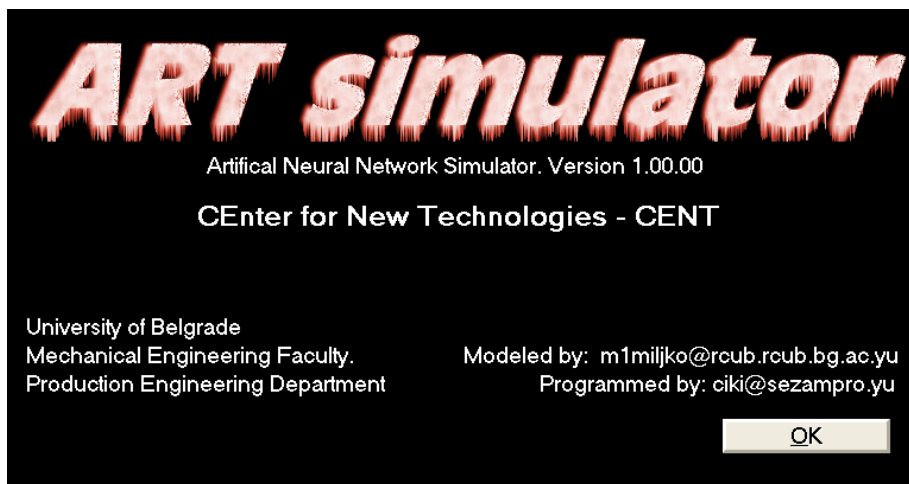 ART simulator
Artifical Neural Network Simulator. Version 1.00.00
CEnter for New Technologies - CENT
University of Belgrade
Mechanical Engineering Faculty.
Production Engineering Department
Modeled by: m1miljko@rcub.rcub.bg.ac.yu
Programmed by: ciki@sezampro.yu
OK